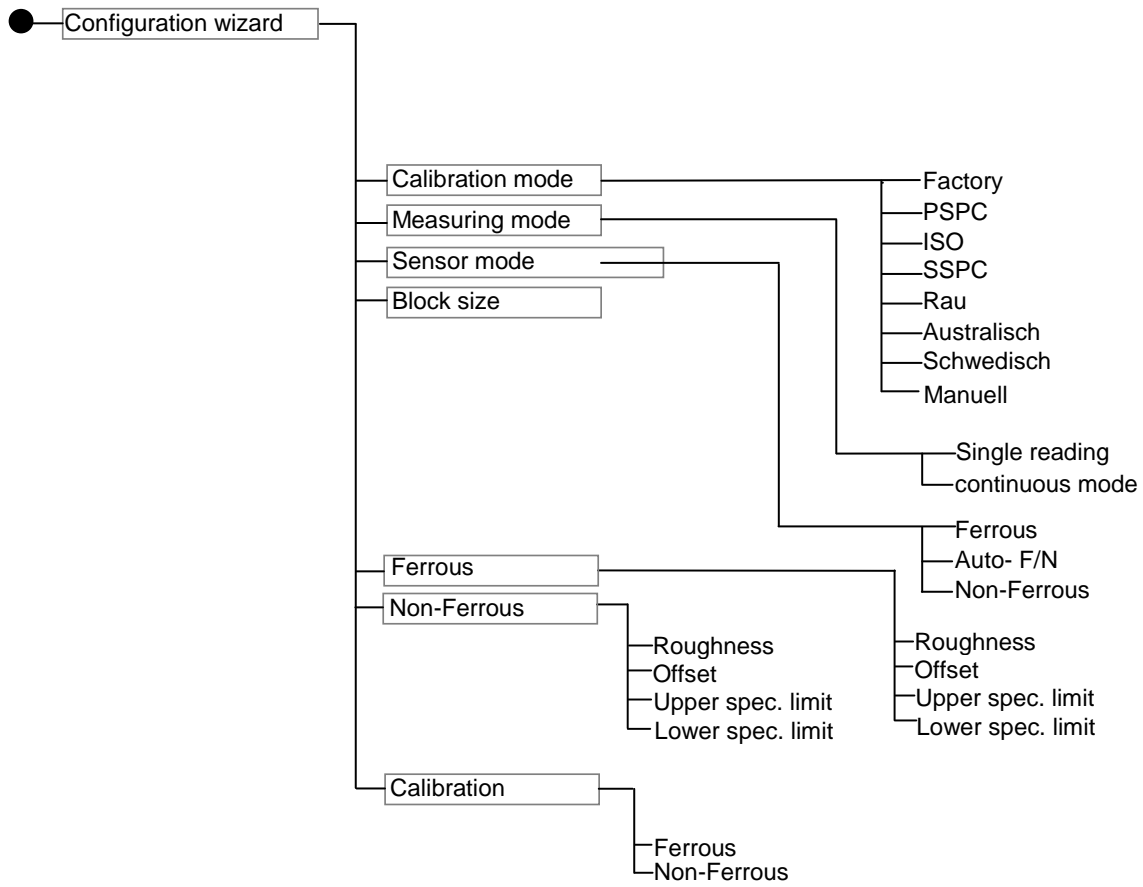 Configuration wizard
Calibration mode
Measuring mode
Sensor mode
Block size
Factory
PSPC
ISO
SSPC
Rau
Australisch
Schwedisch
Manuell
Single reading
continuous mode
Ferrous
Auto- F/N
Non-Ferrous
Ferrous
Non-Ferrous
Roughness
Offset
Upper spec. limit
Lower spec. limit
Roughness
Offset
Upper spec. limit
Lower spec. limit
Calibration
Ferrous
Non-Ferrous